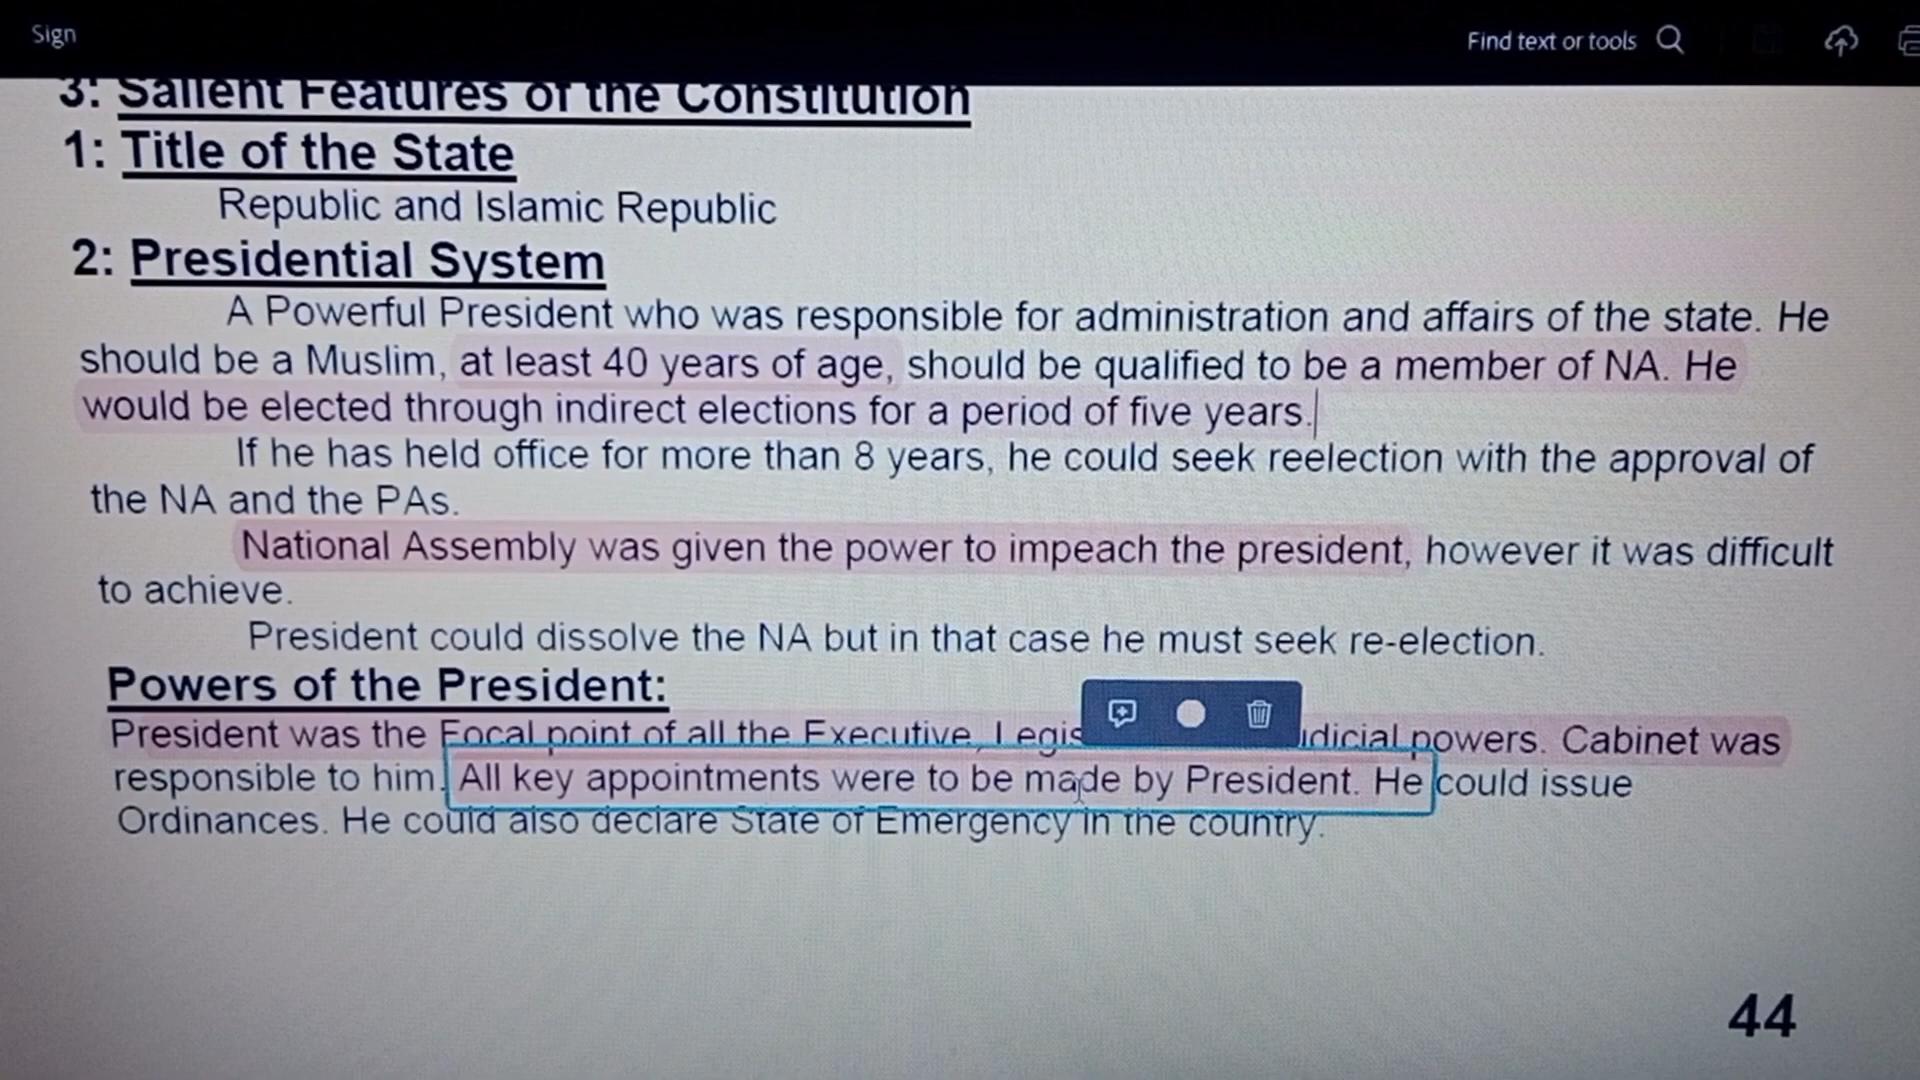 Sign
Find text or tools
3: Salient Features of the Constitution
1: Title of the State
Republic and Islamic Republic
2: Presidential System
A Powerful President who was responsible for administration and affairs of the state. He
should be a Muslim, at least 40 years of age, should be qualified to be a member of NA. He
would be elected through indirect elections for a period of five years.
If he has held office for more than 8 years, he could seek reelection with the approval of
the NA and the PAs.
National Assembly was given the power to impeach the president, however it was difficult
to achieve.
President could dissolve the NA but in that case he must seek re-election.
Powers of the President:
President was the Focal point of all the Executive, Legis udicial powers. Cabinet was
responsible to him. All key appointments were to be made by President. He could issue
Ordinances. He could also declare State of Emergency in the country.
44